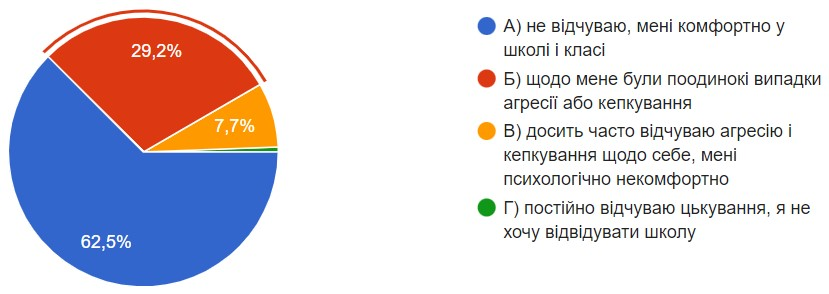 29,2%
7,7%
62,5%
А) не відчуваю, мені комфортно у
школі і класі
Б) щодо мене були поодинокі випадки
агресії або кепкування
В) досить часто відчуваю агресію і
кепкування щодо себе, мені
психологічно некомфортно
Г) постійно відчуваю цькування, я не
хочу відвідувати школу